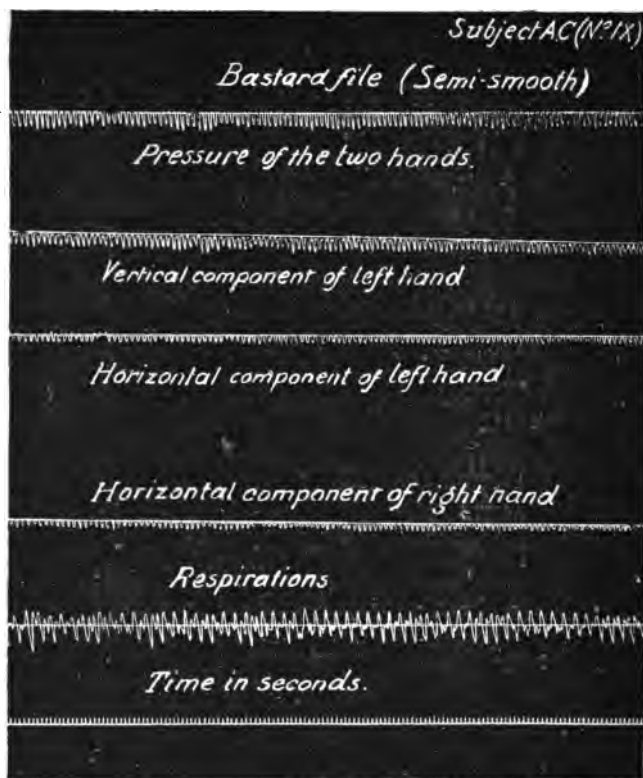 Subject A.C (Nº IX)
Bastard file (Semi-smooth)
Pressure of the two hands.
Vertical component of left hand
Horizontal component of left hand
Horizontal component of right hand
Respirations
Time in seconds.